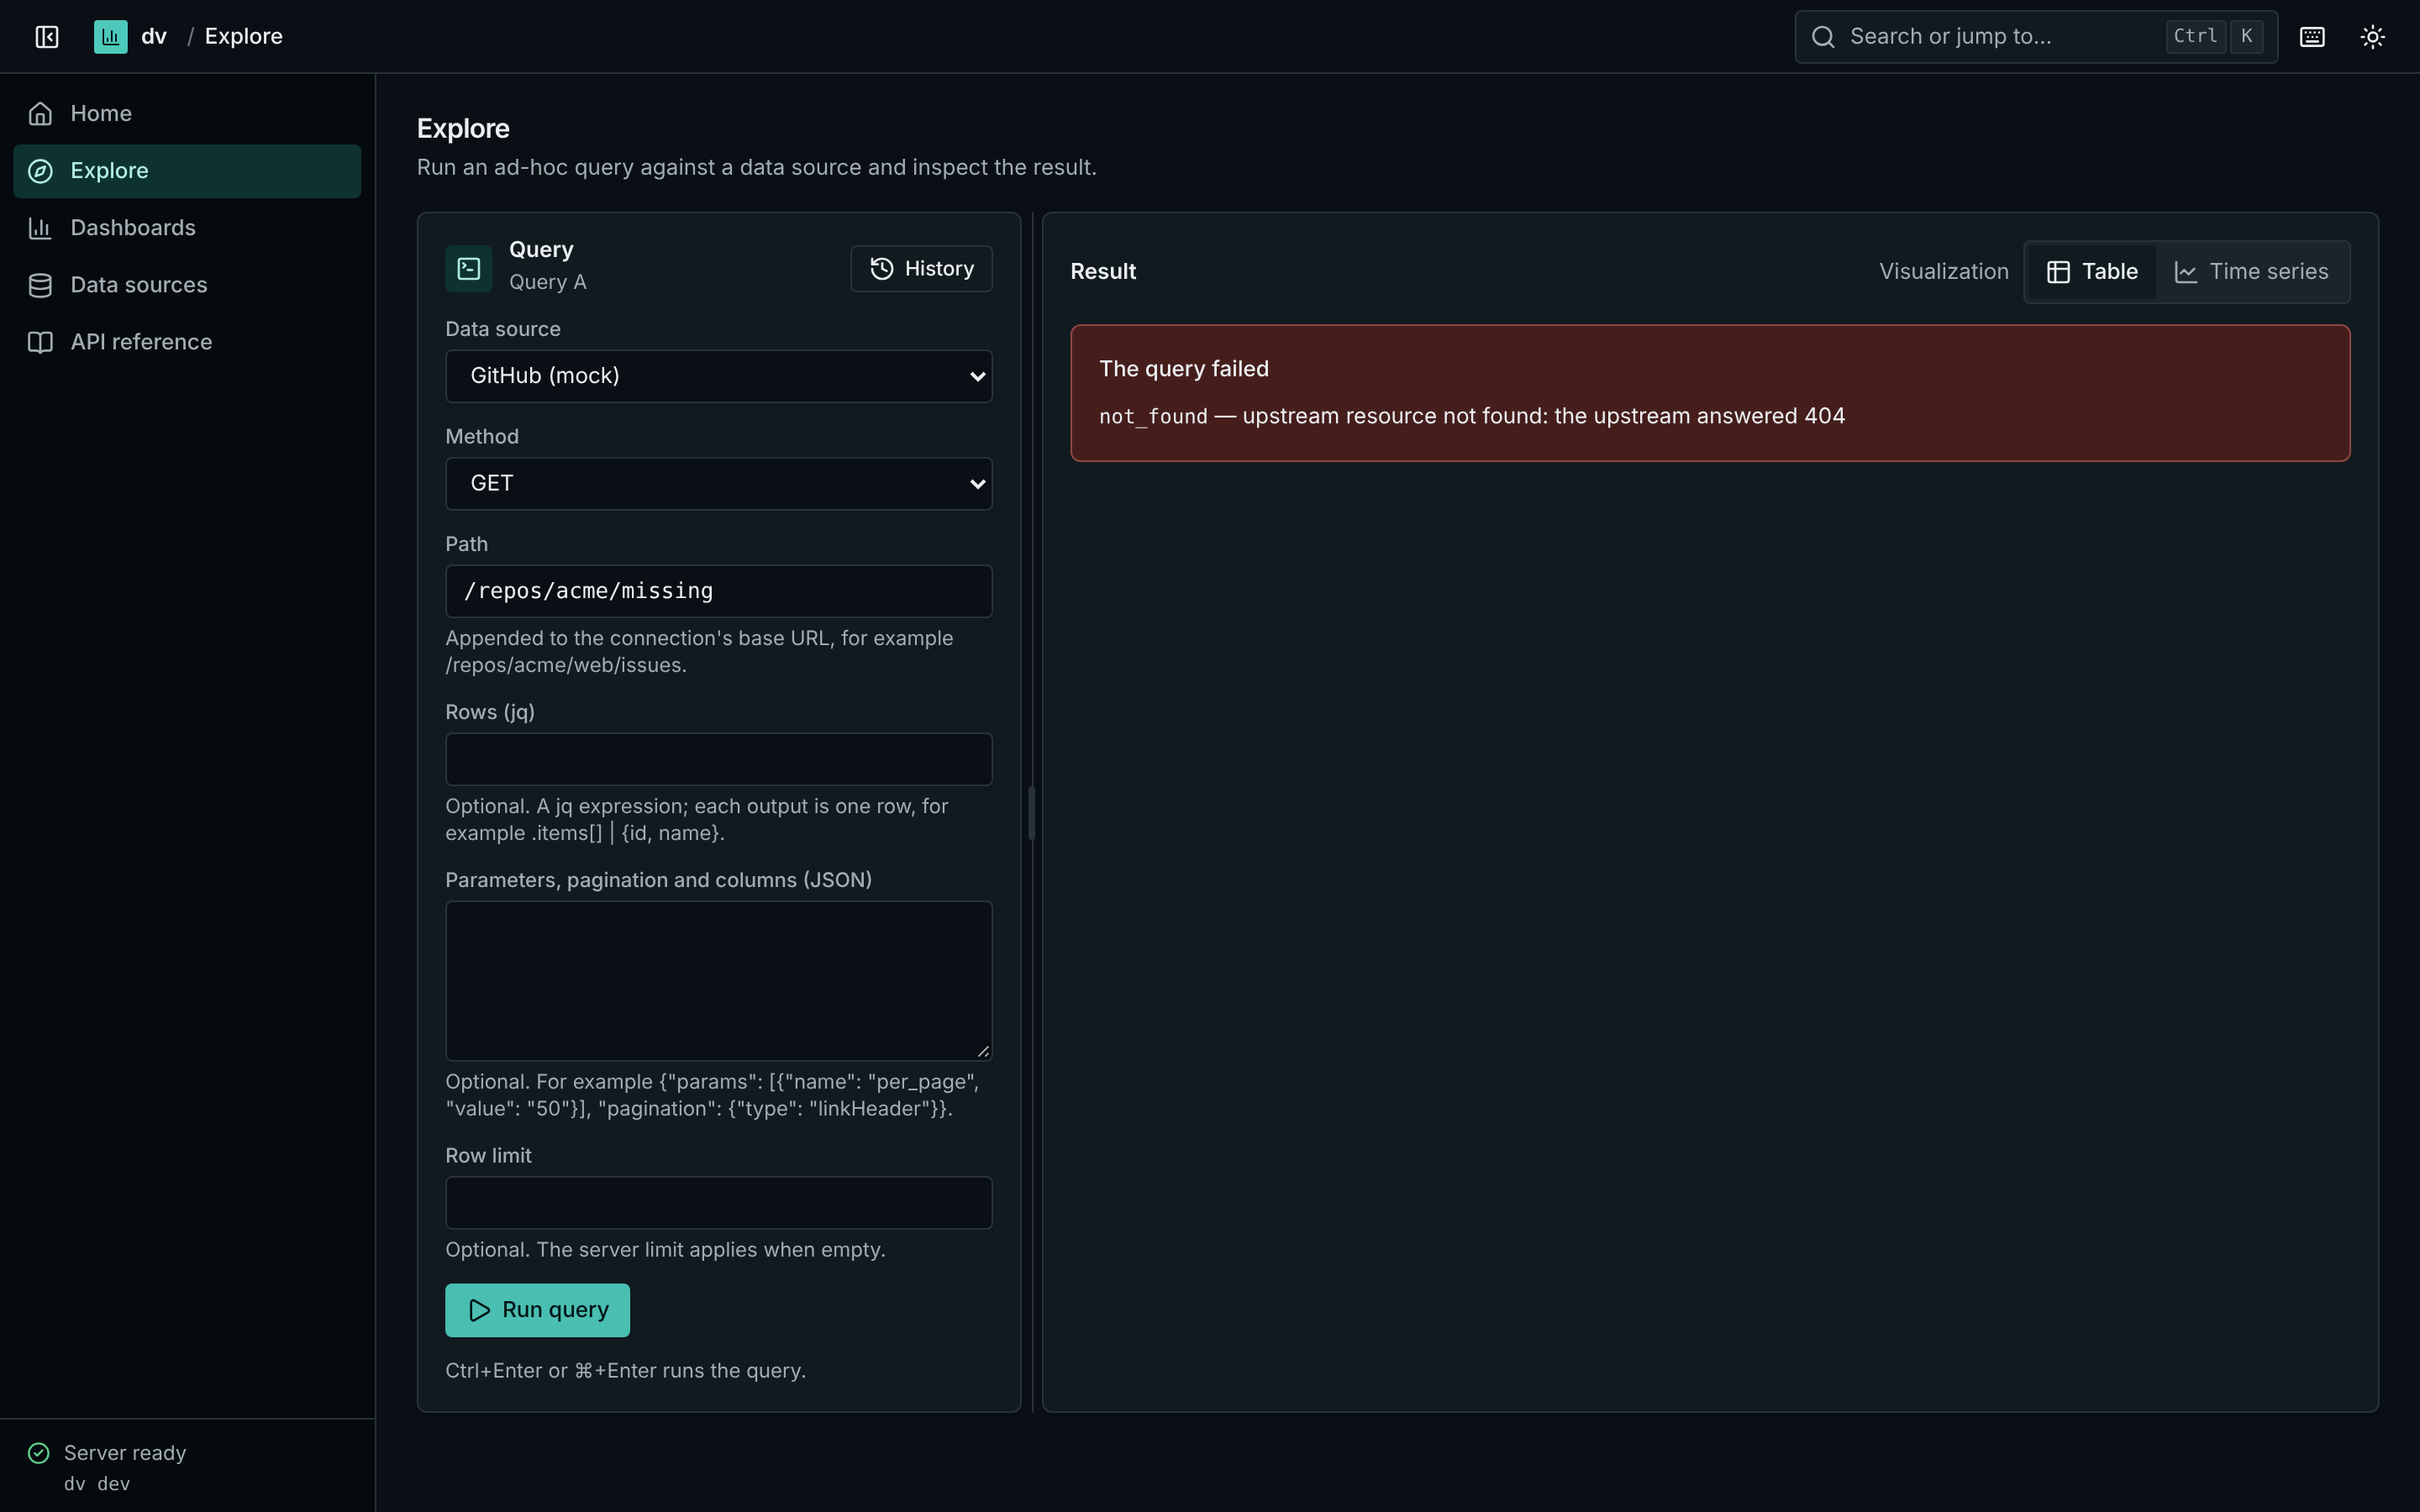 dv / Explore
Search or jump to... Ctrl K
Home
Explore
Dashboards
Data sources
API reference
Explore
Run an ad-hoc query against a data source and inspect the result.
Query
Query A
History
Data source
GitHub (mock)
Method
GET
Path
/repos/acme/missing
Appended to the connection's base URL, for example
/repos/acme/web/issues.
Rows (jq)
Optional. A jq expression; each output is one row, for
example .items[] | {id, name}.
Parameters, pagination and columns (JSON)
Optional. For example {"params": [{"name": "per_page",
"value": "50"}], "pagination": {"type": "linkHeader"}}.
Row limit
Optional. The server limit applies when empty.
Run query
Ctrl+Enter or ⌘+Enter runs the query.
Result
Visualization Table Time series
The query failed
not_found — upstream resource not found: the upstream answered 404
Server ready
dv dev